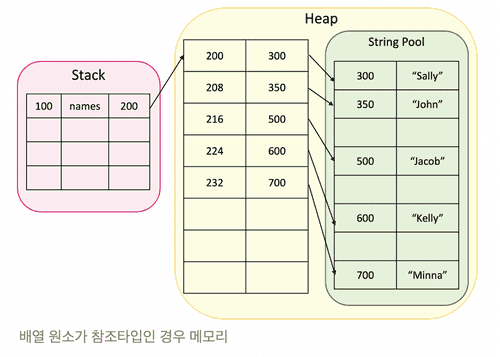 Heap
String Pool
Stack
100 names 200
200 300
208 350
216 500
224 600
232 700
300 “Sally”
350 “John”
500 “Jacob”
600 “Kelly”
700 “Minna”
배열 원소가 참조타입인 경우 메모리